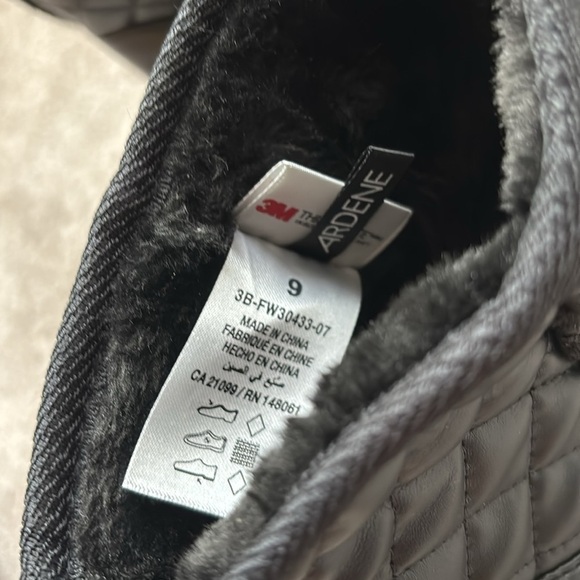 3M
ARDENE
9
3B-FW30433-07
MADE IN CHINA
FABRIQUÉ EN CHINE
HECHO EN CHINA
صنع في الصين
CA 21099 / RN 148061